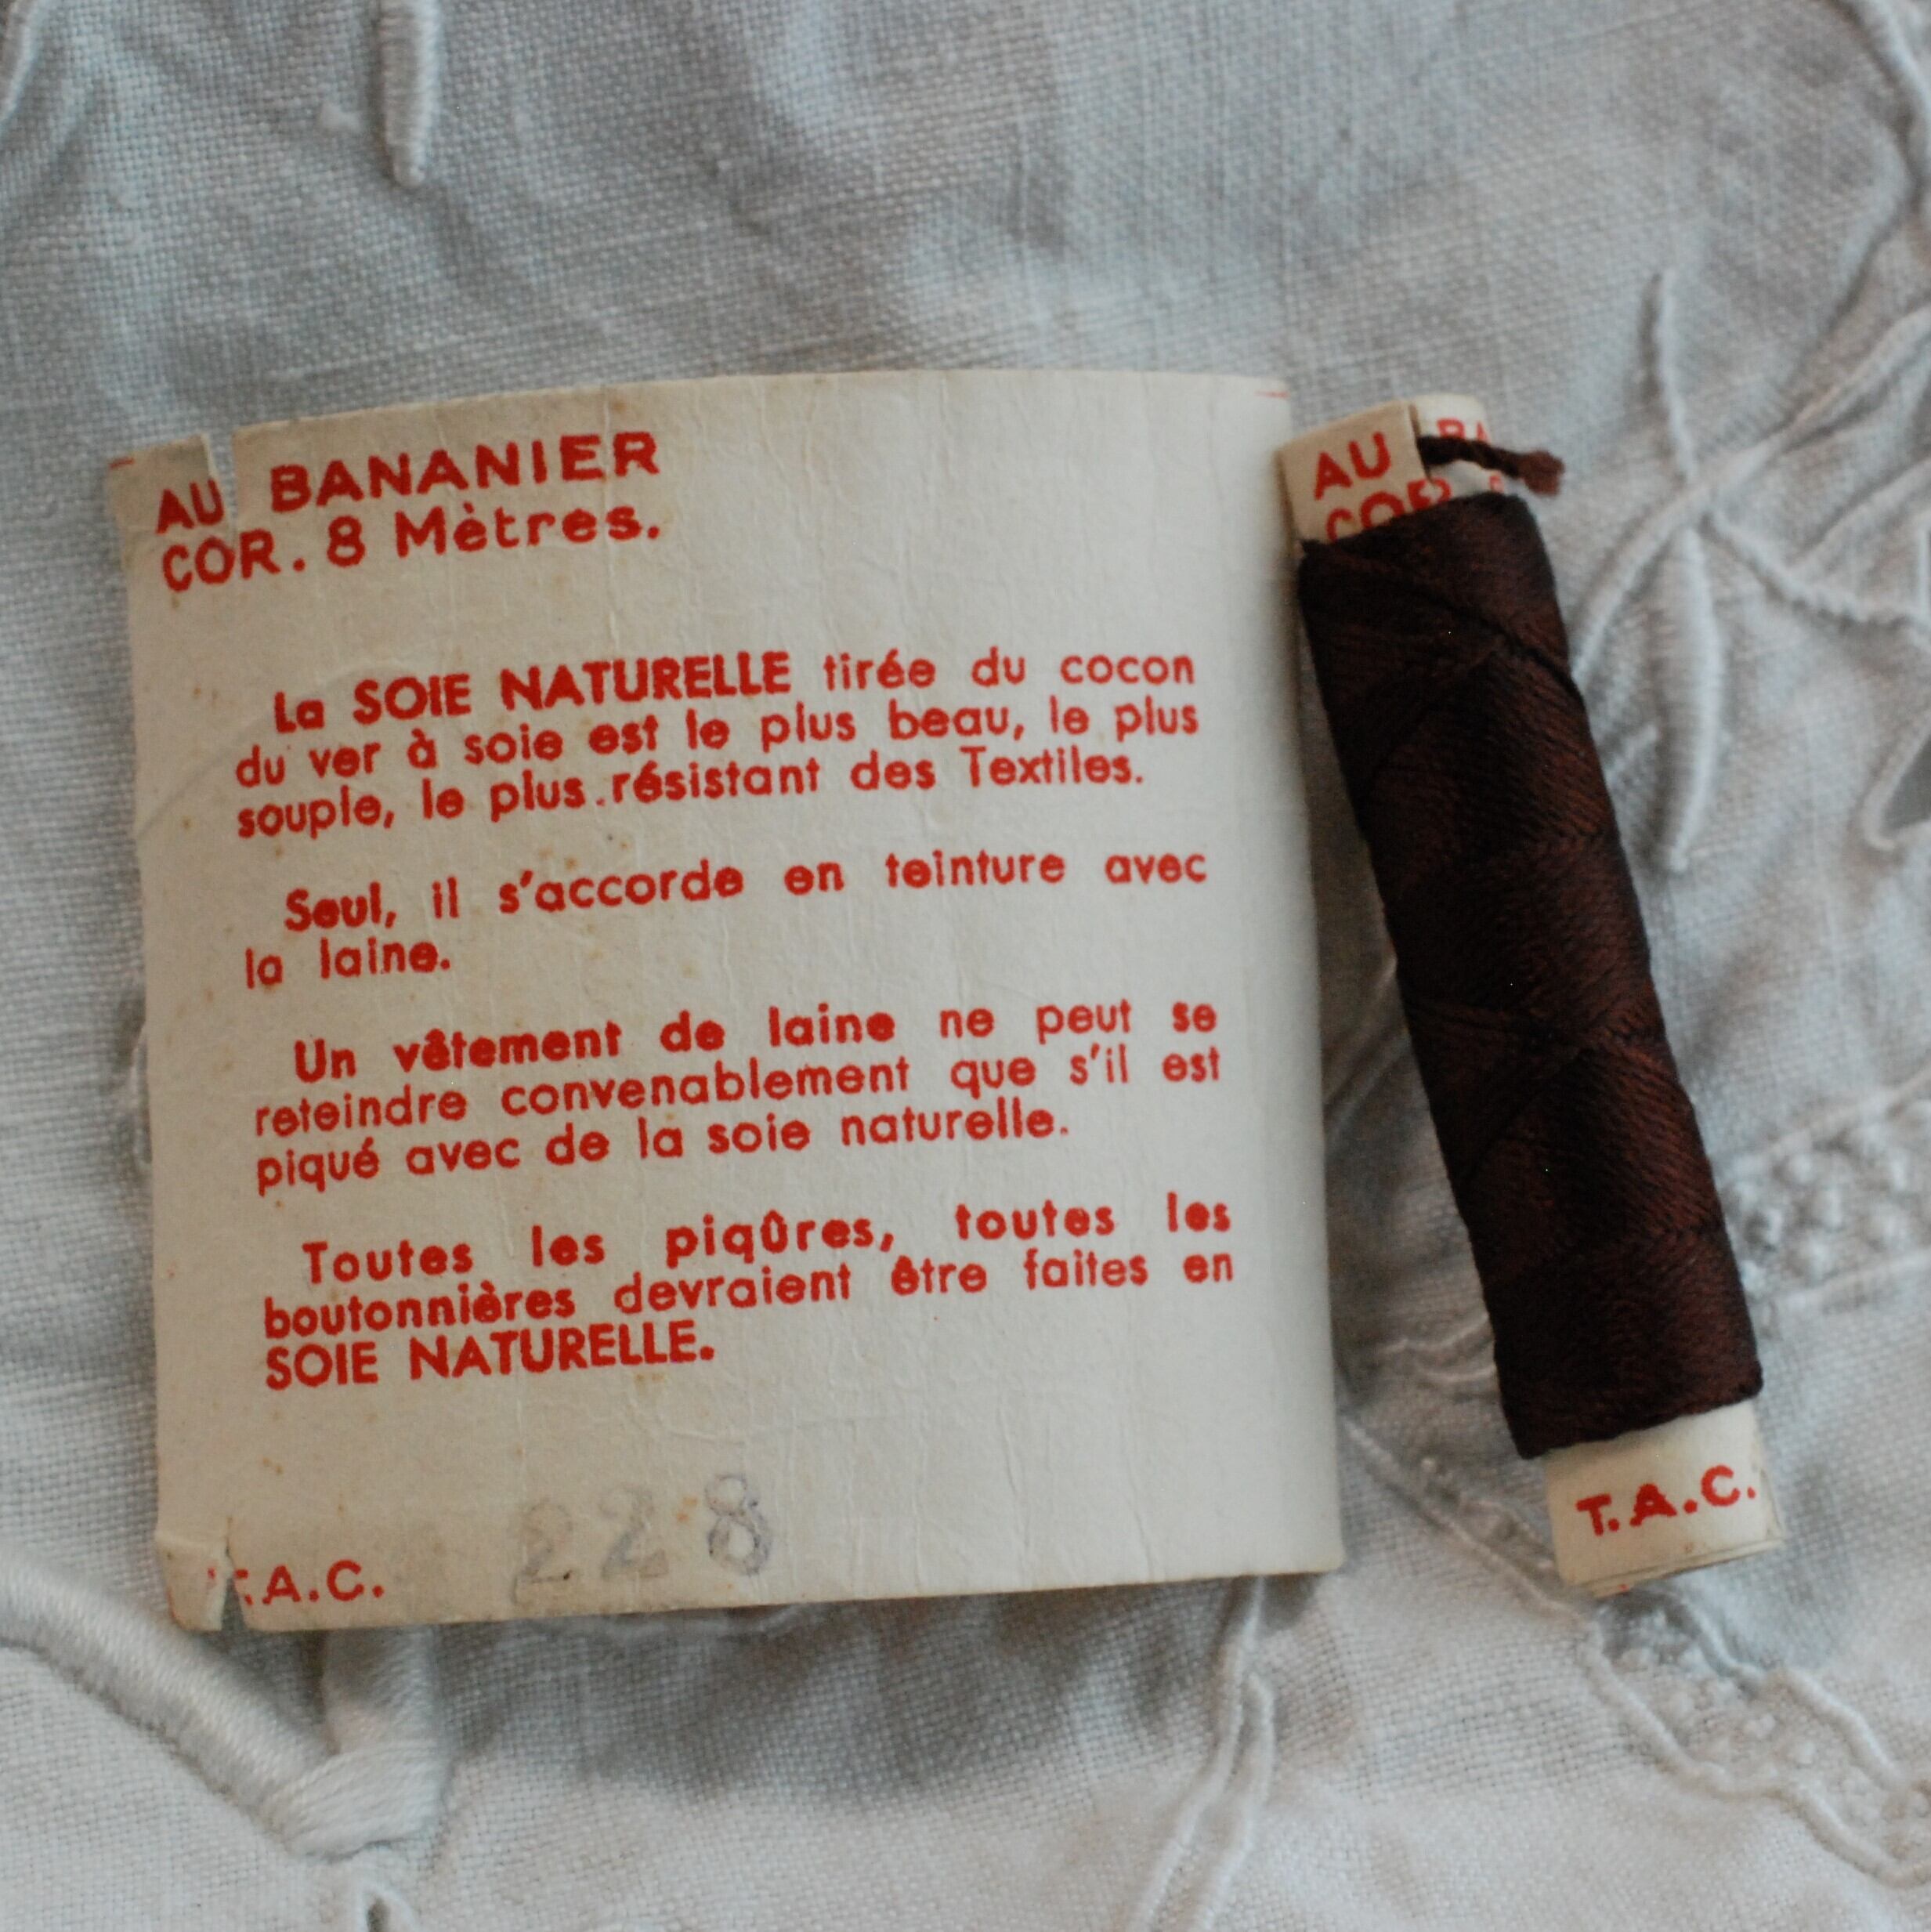 AU BANANIER
COR. 8 Mètres.
La SOIE NATURELLE tirée du cocon
du ver à soie est le plus beau, le plus
souple, le plus résistant des Textiles.
Seul, il s'accorde en teinture avec
la laine.
Un vêtement de laine ne peut se
reteindre convenablement que s'il est
piqué avec de la soie naturelle.
Toutes les piqûres, toutes les
boutonnières devraient être faites en
SOIE NATURELLE.
T.A.C. 228
AU BA
COR
T.A.C.